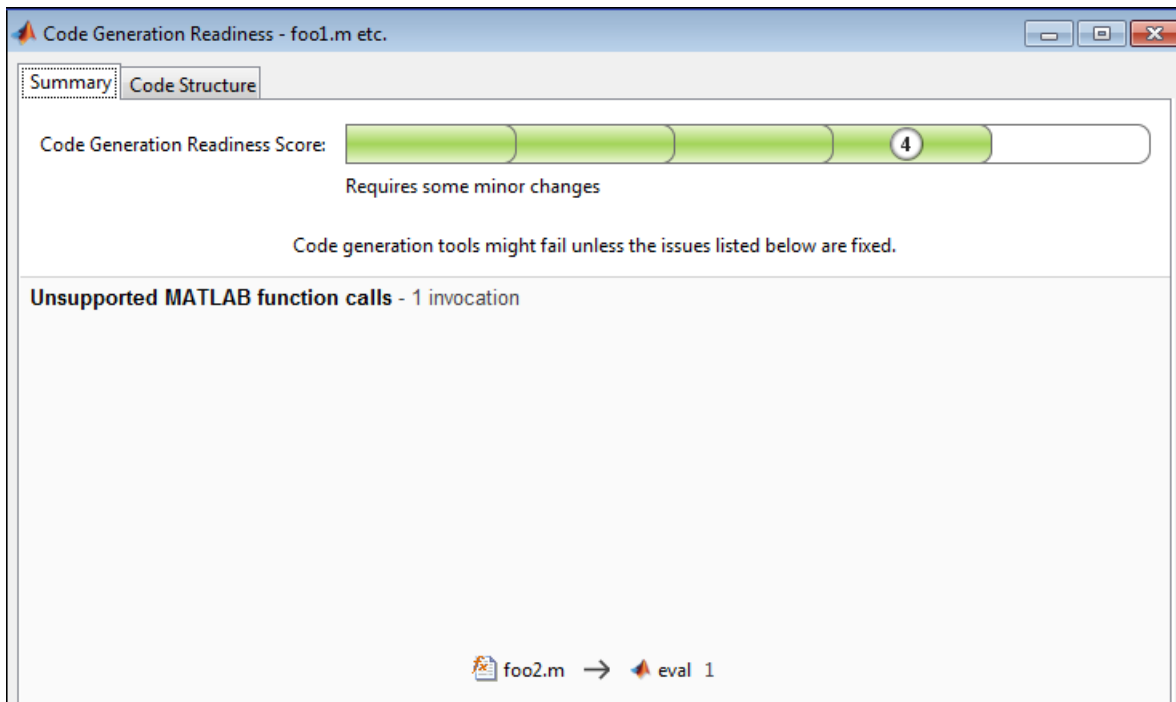 Code Generation Readiness - foo1.m etc.
Summary Code Structure
Code Generation Readiness Score: 4
Requires some minor changes
Code generation tools might fail unless the issues listed below are fixed.
Unsupported MATLAB function calls - 1 invocation
foo2.m → eval 1